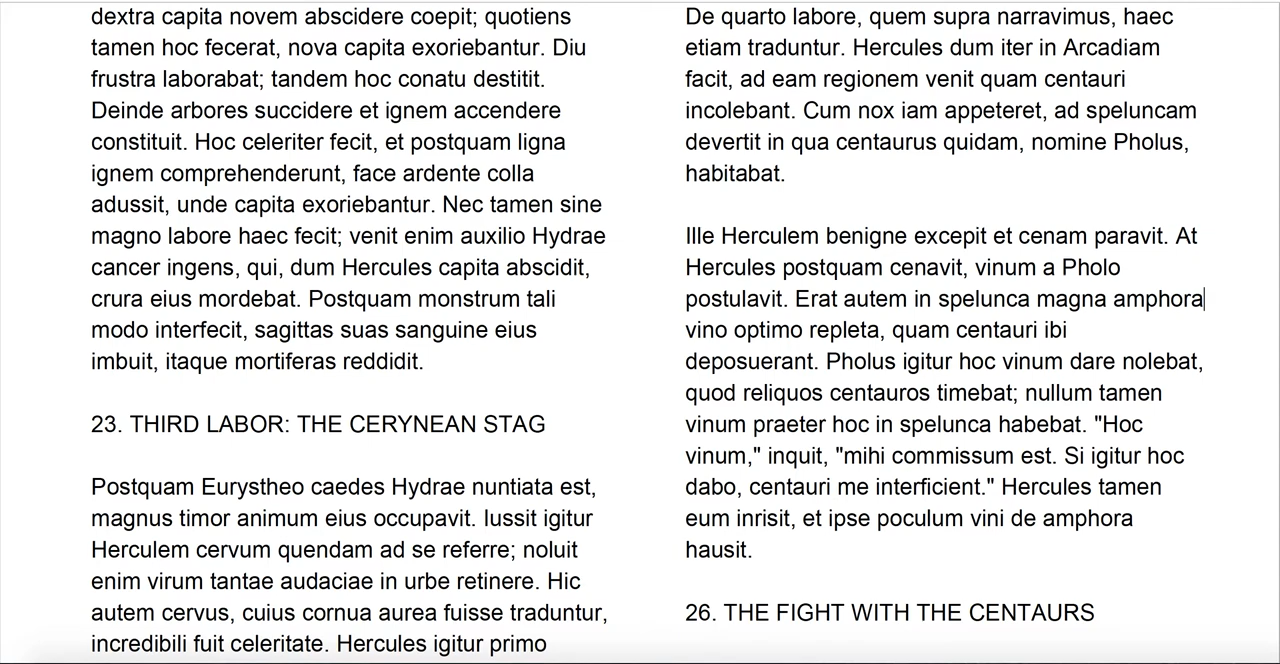 dextra capita novem abscidere coepit; quotiens
tamen hoc fecerat, nova capita exoriebantur. Diu
frustra laborabat; tandem hoc conatu destitit.
Deinde arbores succidere et ignem accendere
constituit. Hoc celeriter fecit, et postquam ligna
ignem comprehenderunt, face ardente colla
adussit, unde capita exoriebantur. Nec tamen sine
magno labore haec fecit; venit enim auxilio Hydrae
cancer ingens, qui, dum Hercules capita abscidit,
crura eius mordebat. Postquam monstrum tali
modo interfecit, sagittas suas sanguine eius
imbuit, itaque mortiferas reddidit.
23. THIRD LABOR: THE CERYNEAN STAG
Postquam Eurystheo caedes Hydrae nuntiata est,
magnus timor animum eius occupavit. Iussit igitur
Herculem cervum quendam ad se referre; noluit
enim virum tantae audaciae in urbe retinere. Hic
autem cervus, cuius cornua aurea fuisse traduntur,
incredibili fuit celeritate. Hercules igitur primo
De quarto labore, quem supra narravimus, haec
etiam traduntur. Hercules dum iter in Arcadiam
facit, ad eam regionem venit quam centauri
incolebant. Cum nox iam appeteret, ad speluncam
devertit in qua centaurus quidam, nomine Pholus,
habitabat.
Ille Herculem benigne excepit et cenam paravit. At
Hercules postquam cenavit, vinum a Pholo
postulavit. Erat autem in spelunca magna amphora
vino optimo repleta, quam centauri ibi
deposuerant. Pholus igitur hoc vinum dare nolebat,
quod reliquos centauros timebat; nullum tamen
vinum praeter hoc in spelunca habebat. "Hoc
vinum," inquit, "mihi commissum est. Si igitur hoc
dabo, centauri me interficient." Hercules tamen
eum inrisit, et ipse poculum vini de amphora
hausit.
26. THE FIGHT WITH THE CENTAURS